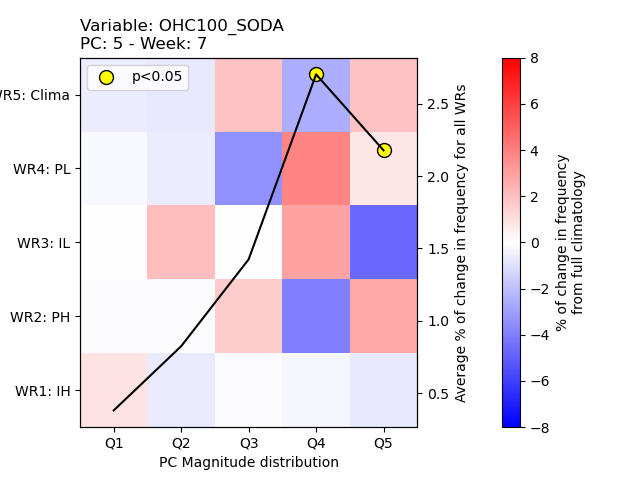 Variable: OHC100_SODA
PC: 5 - Week: 7
p<0.05
WR5: Clima
WR4: PL
WR3: IL
WR2: PH
WR1: IH
Q1 Q2 Q3 Q4 Q5
PC Magnitude distribution
2.5
2.0
1.5
1.0
0.5
Average % of change in frequency for all WRs
8
6
4
2
0
−2
−4
−6
−8
% of change in frequency
from full climatology